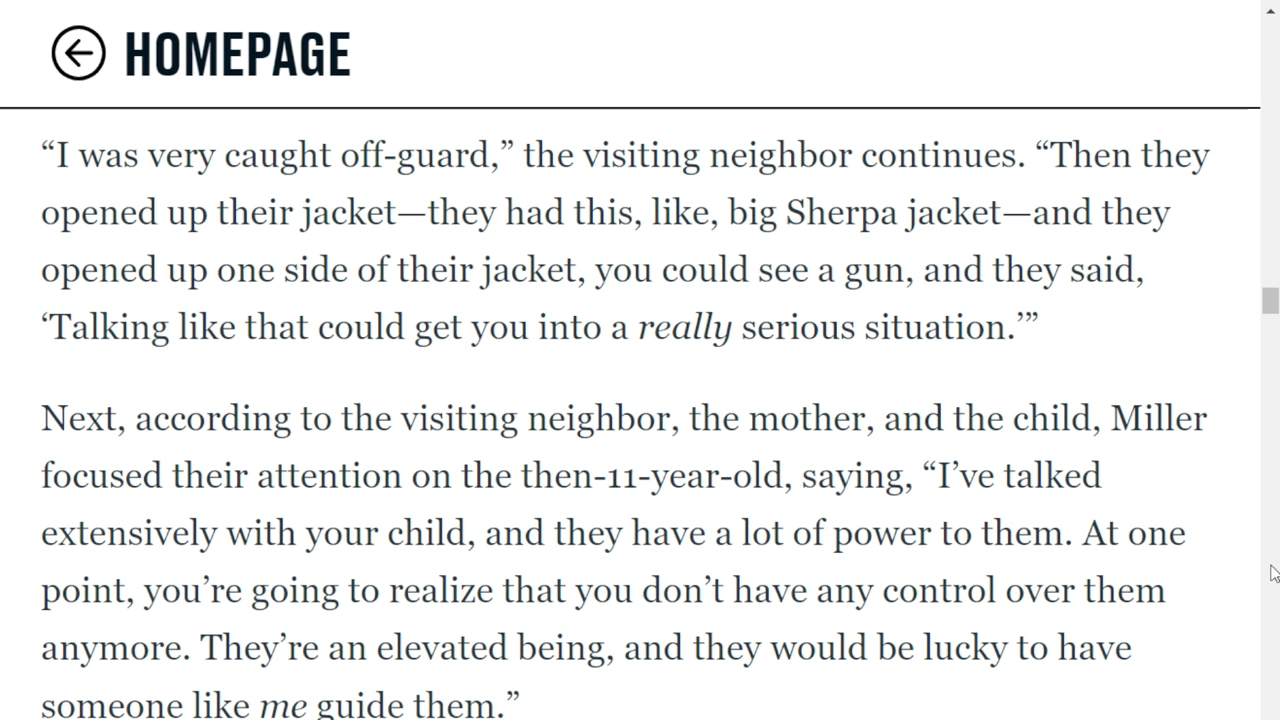 HOMEPAGE
“I was very caught off-guard,” the visiting neighbor continues. “Then they
opened up their jacket—they had this, like, big Sherpa jacket—and they
opened up one side of their jacket, you could see a gun, and they said,
‘Talking like that could get you into a really serious situation.’”
Next, according to the visiting neighbor, the mother, and the child, Miller
focused their attention on the then-11-year-old, saying, “I’ve talked
extensively with your child, and they have a lot of power to them. At one
point, you’re going to realize that you don’t have any control over them
anymore. They’re an elevated being, and they would be lucky to have
someone like me guide them.”